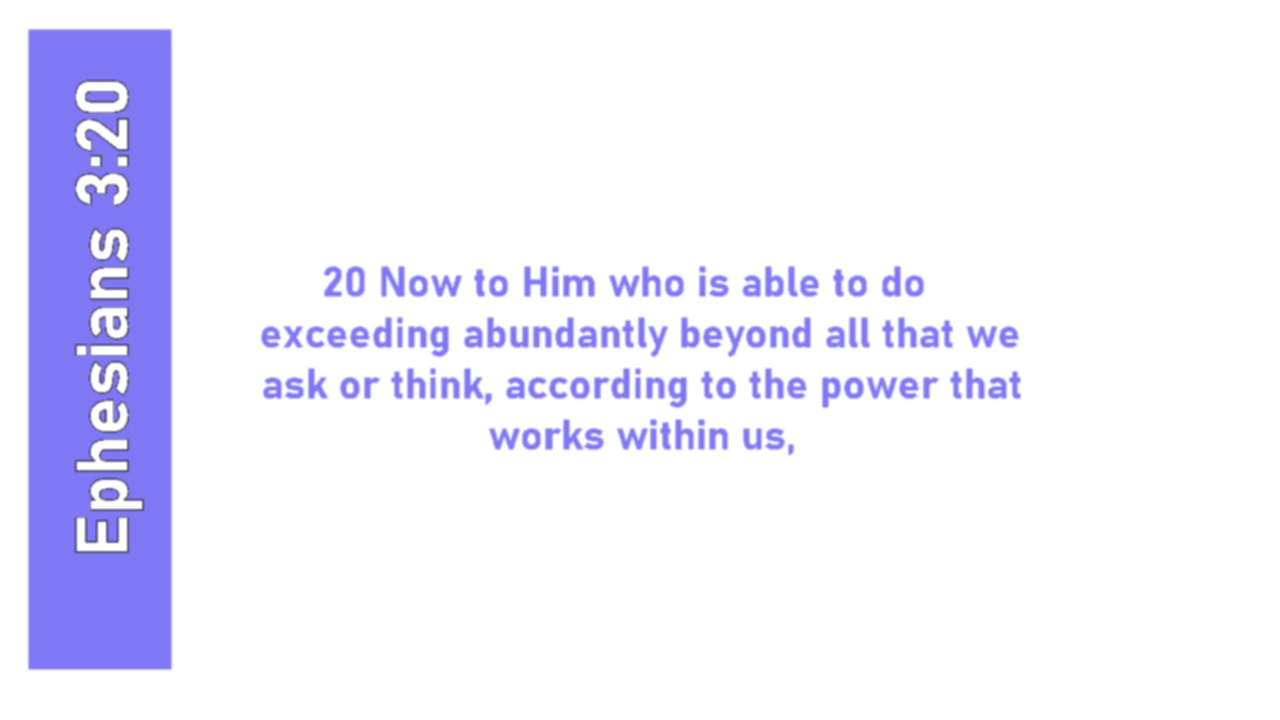 Ephesians 3:20
20 Now to Him who is able to do
exceeding abundantly beyond all that we
ask or think, according to the power that
works within us,